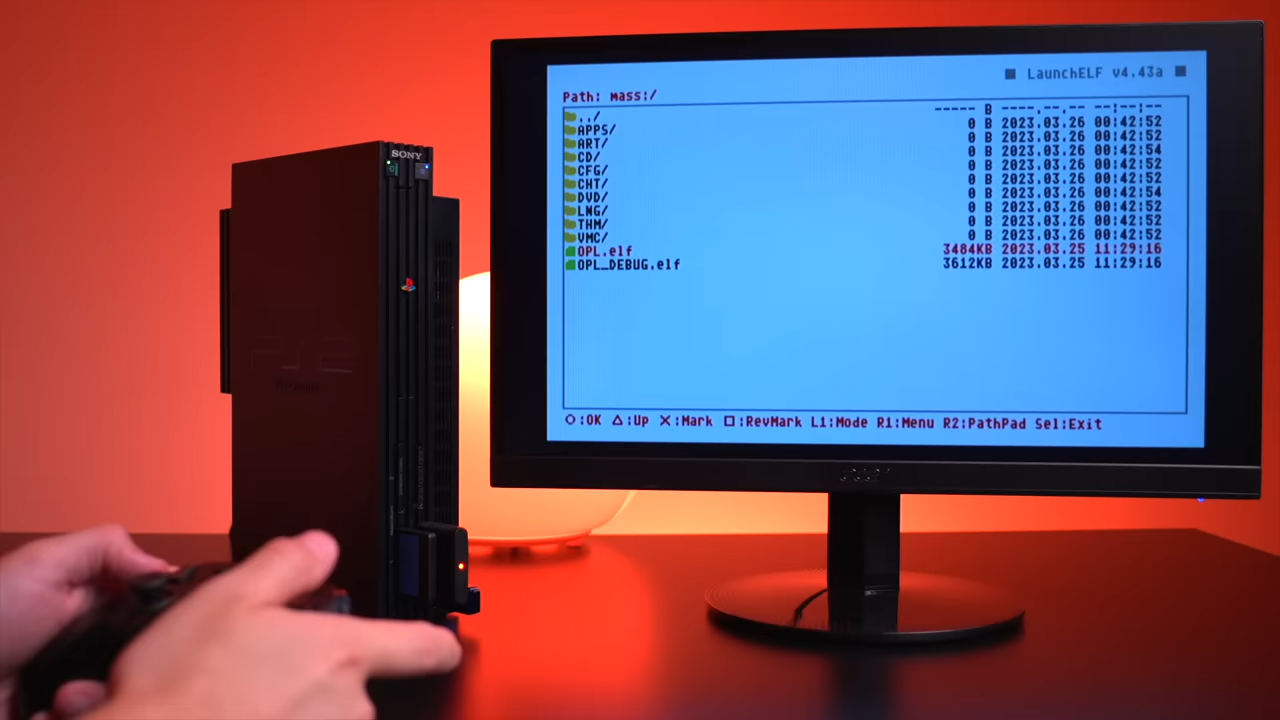 SONY
PS2
acer
LaunchELF v4.43a
Path: mass:/
../ ----- B ----.--.-- --:--:--
APPS/ 0 B 2023.03.26 00:42:52
ART/ 0 B 2023.03.26 00:42:52
CD/ 0 B 2023.03.26 00:42:54
CFG/ 0 B 2023.03.26 00:42:52
CHT/ 0 B 2023.03.26 00:42:52
DVD/ 0 B 2023.03.26 00:42:54
LNG/ 0 B 2023.03.26 00:42:52
THM/ 0 B 2023.03.26 00:42:52
VMC/ 0 B 2023.03.26 00:42:52
OPL.elf 3484KB 2023.03.25 11:29:16
OPL_DEBUG.elf 3612KB 2023.03.25 11:29:16
○:OK △:Up ✕:Mark □:RevMark L1:Mode R1:Menu R2:PathPad Sel:Exit